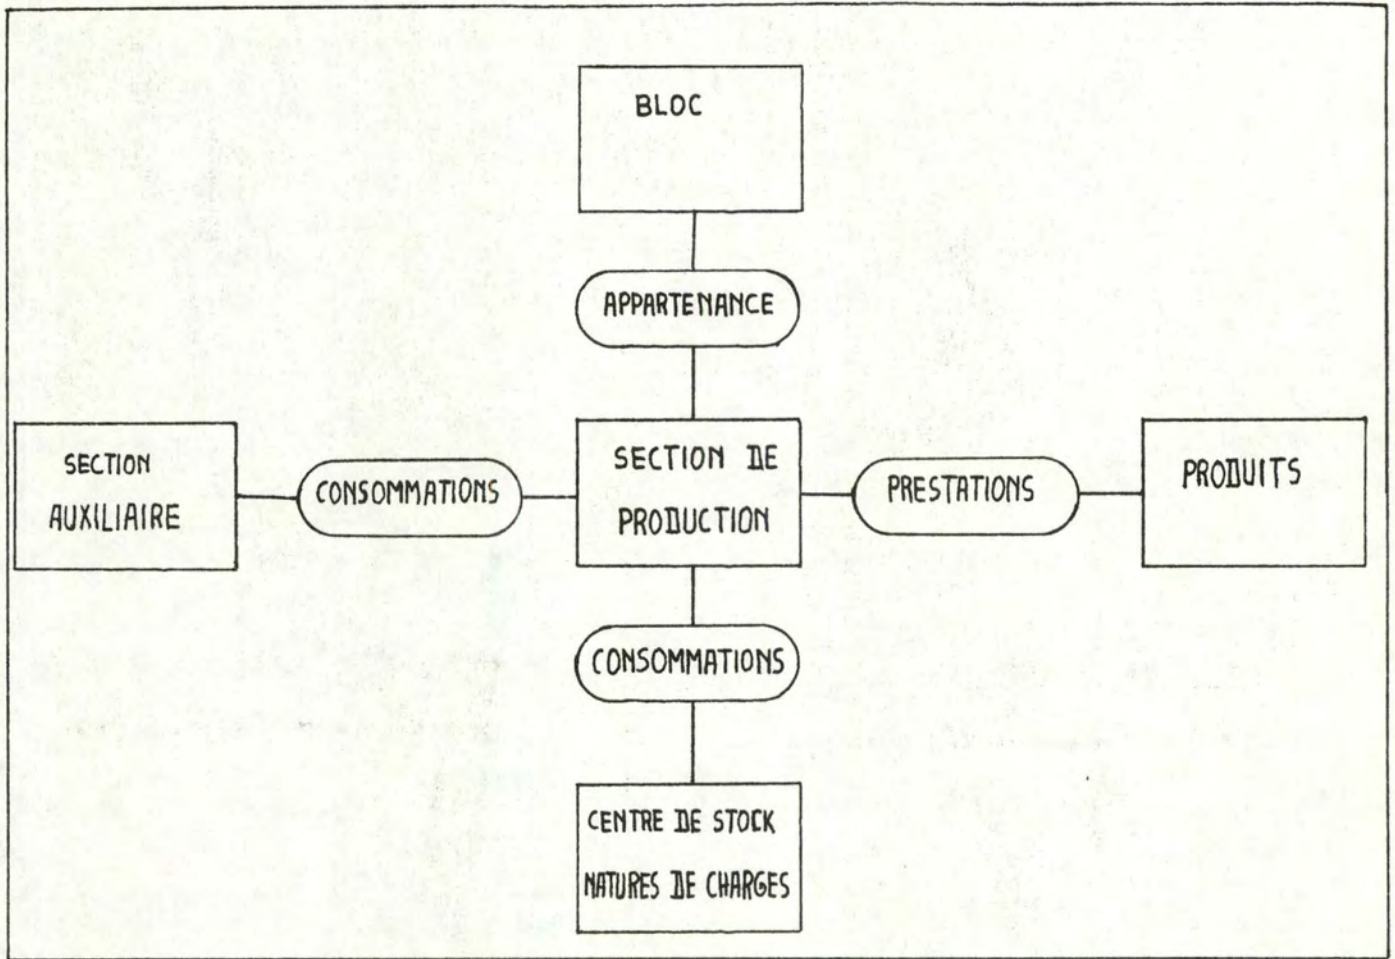 BLOC
APPARTENANCE
SECTION
AUXILIAIRE
CONSOMMATIONS
SECTION DE
PRODUCTION
PRESTATIONS
PRODUITS
CONSOMMATIONS
CENTRE DE STOCK
NATURES DE CHARGES